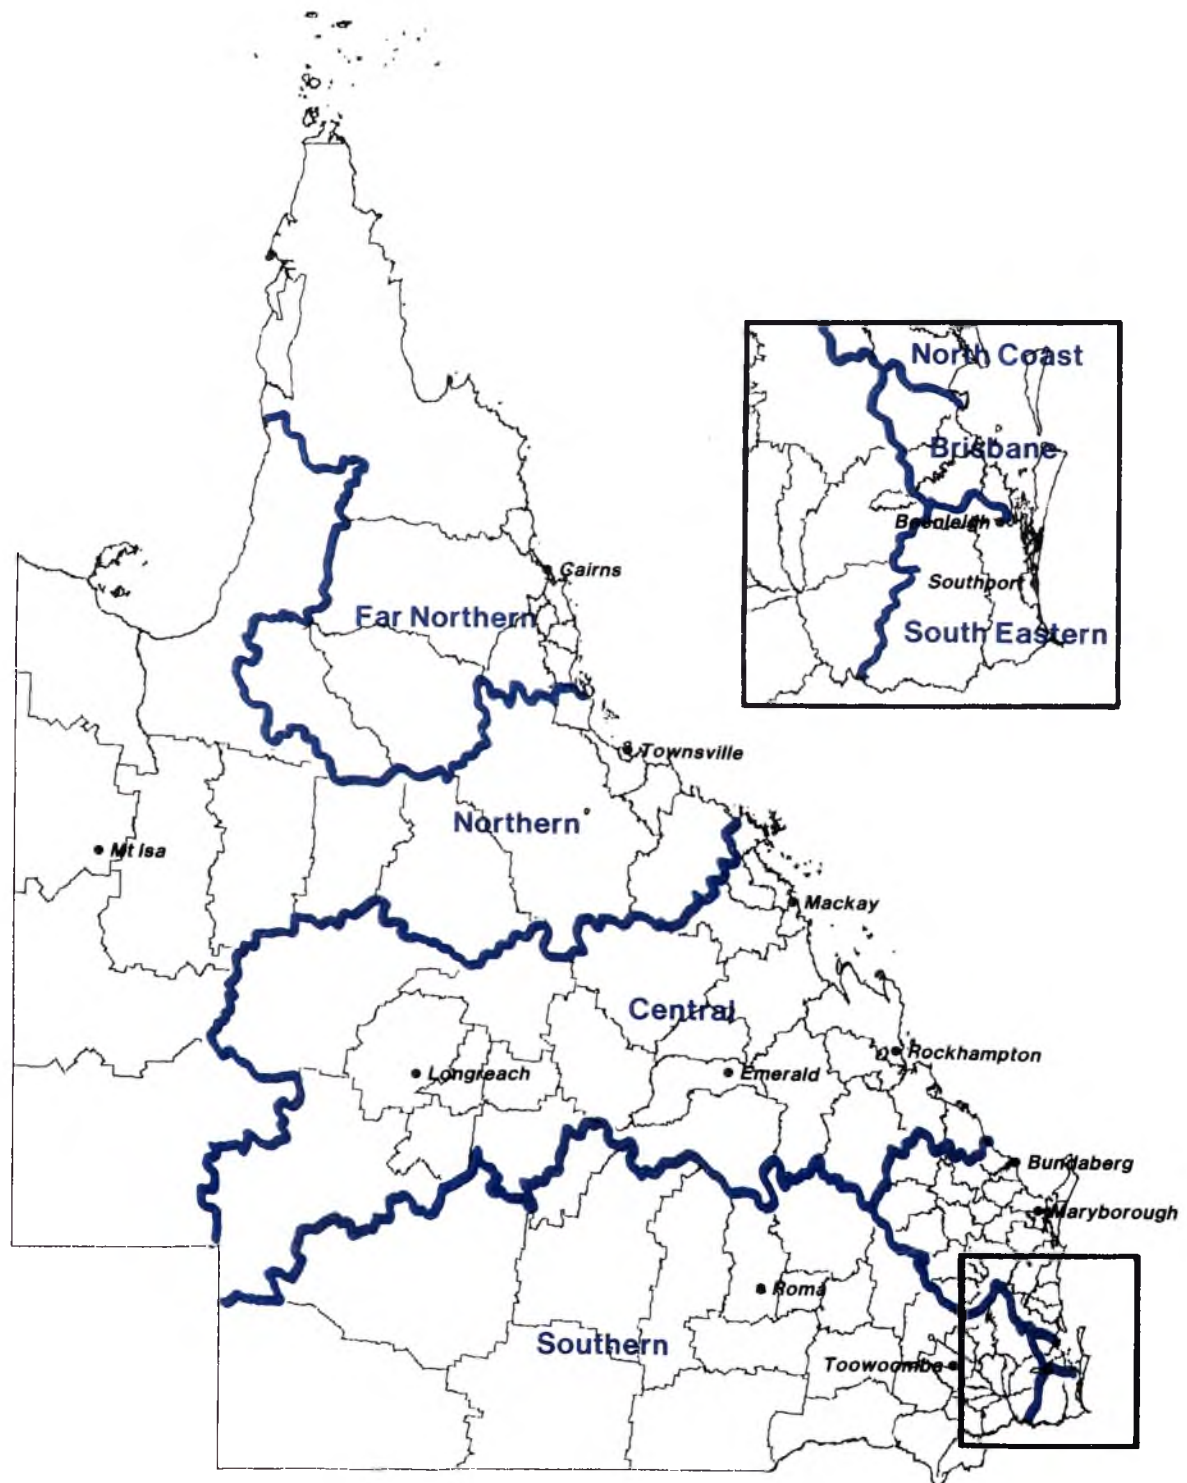 North Coast
Brisbane
Beenleigh
Southport
South Eastern
Cairns
Far Northern
Townsville
Northern
Mt Isa
Mackay
Central
Rockhampton
Longreach
Emerald
Bundaberg
Maryborough
Roma
Southern
Toowoomba